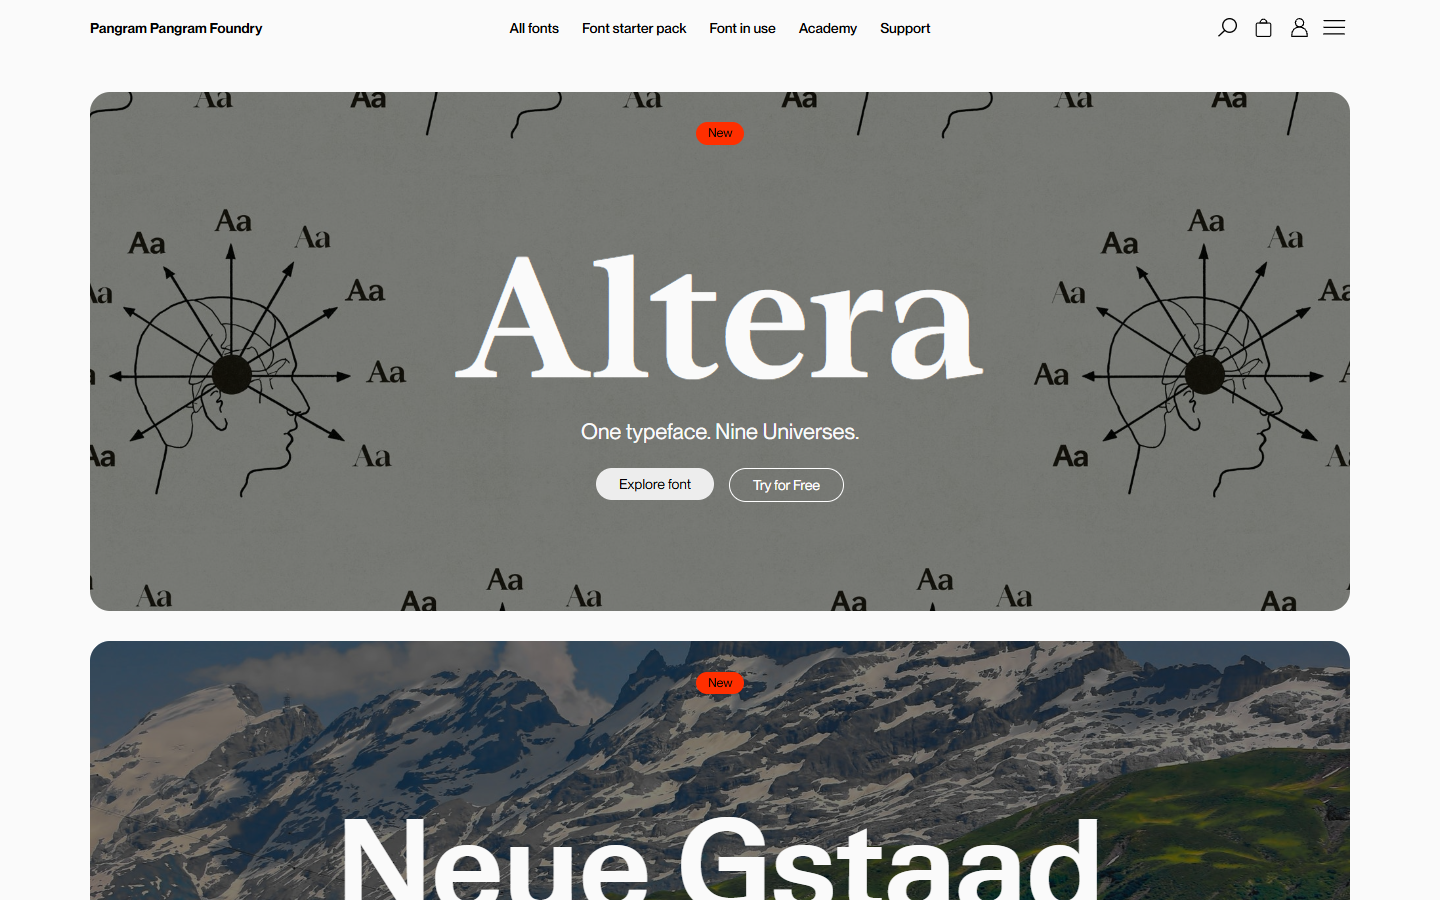 Pangram Pangram Foundry
All fonts
Font starter pack
Font in use
Academy
Support
Aa Aa Aa Aa Aa Aa
New
Aa Aa
Aa Aa Aa Aa
Aa Aa Aa
Altera
Aa Aa
Aa Aa Aa
One typeface. Nine Universes.
Explore font
Try for Free
Aa Aa
Aa Aa Aa Aa Aa Aa
New
Neue Gstaad